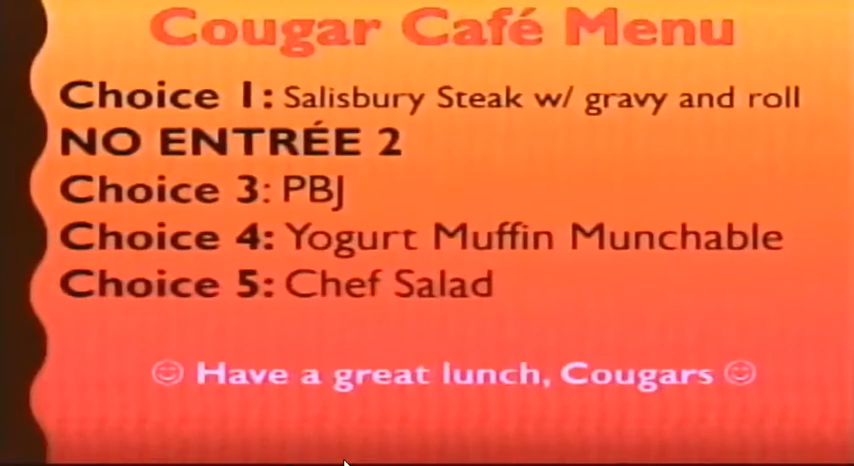 Cougar Café Menu
Choice 1: Salisbury Steak w/ gravy and roll
NO ENTRÉE 2
Choice 3: PBJ
Choice 4: Yogurt Muffin Munchable
Choice 5: Chef Salad
☺ Have a great lunch, Cougars ☺